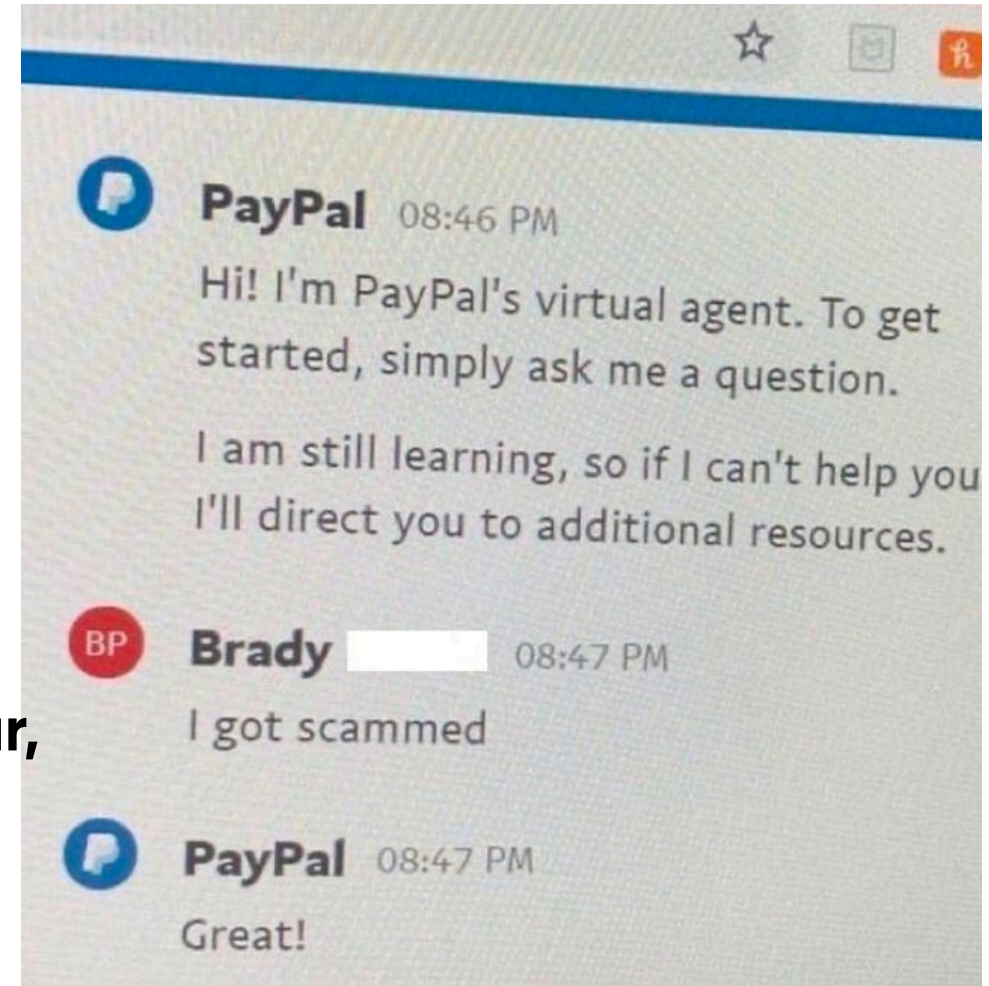 PayPal 08:46 PM
Hi! I'm PayPal's virtual agent. To get
started, simply ask me a question.
I am still learning, so if I can't help you
I'll direct you to additional resources.
BP
Brady 08:47 PM
I got scammed
r,
PayPal 08:47 PM
Great!